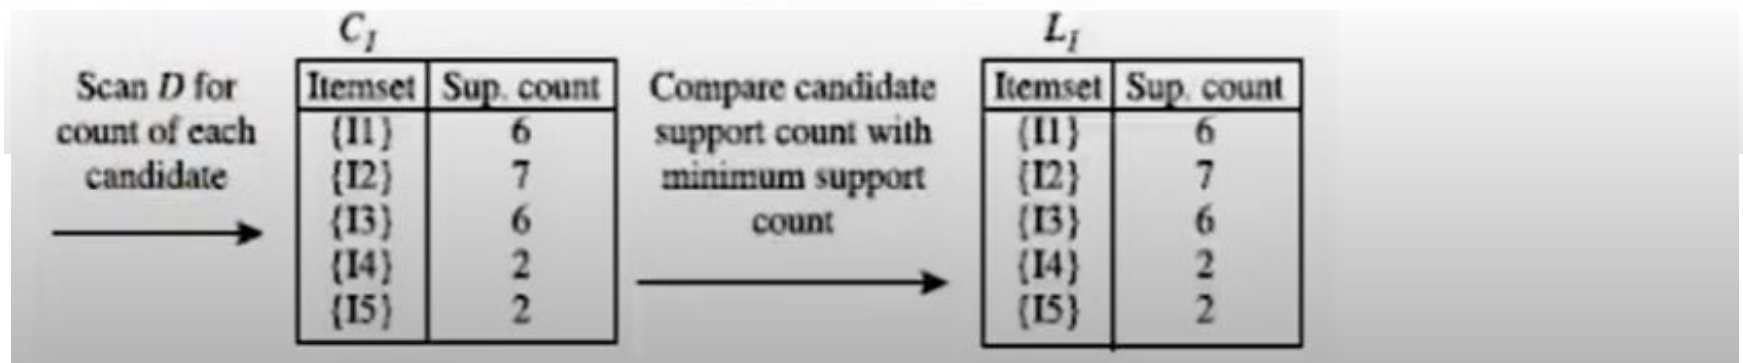 Scan D for
count of each
candidate
C1
Itemset Sup. count
{I1} 6
{I2} 7
{I3} 6
{I4} 2
{I5} 2
Compare candidate
support count with
minimum support
count
L1
Itemset Sup. count
{I1} 6
{I2} 7
{I3} 6
{I4} 2
{I5} 2